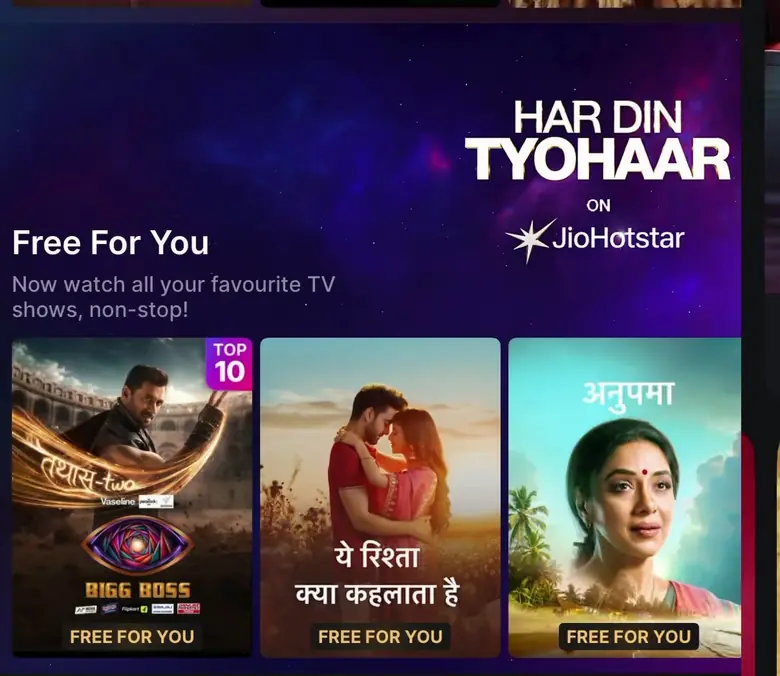 HAR DIN
TYOHAAR
ON
JioHotstar
Free For You
Now watch all your favourite TV
shows, non-stop!
TOP
10
तथास-two
Vaseline
BIGG BOSS
Flipkart
FREE FOR YOU
ये रिश्ता
क्या कहलाता है
FREE FOR YOU
अनुपमा
FREE FOR YOU